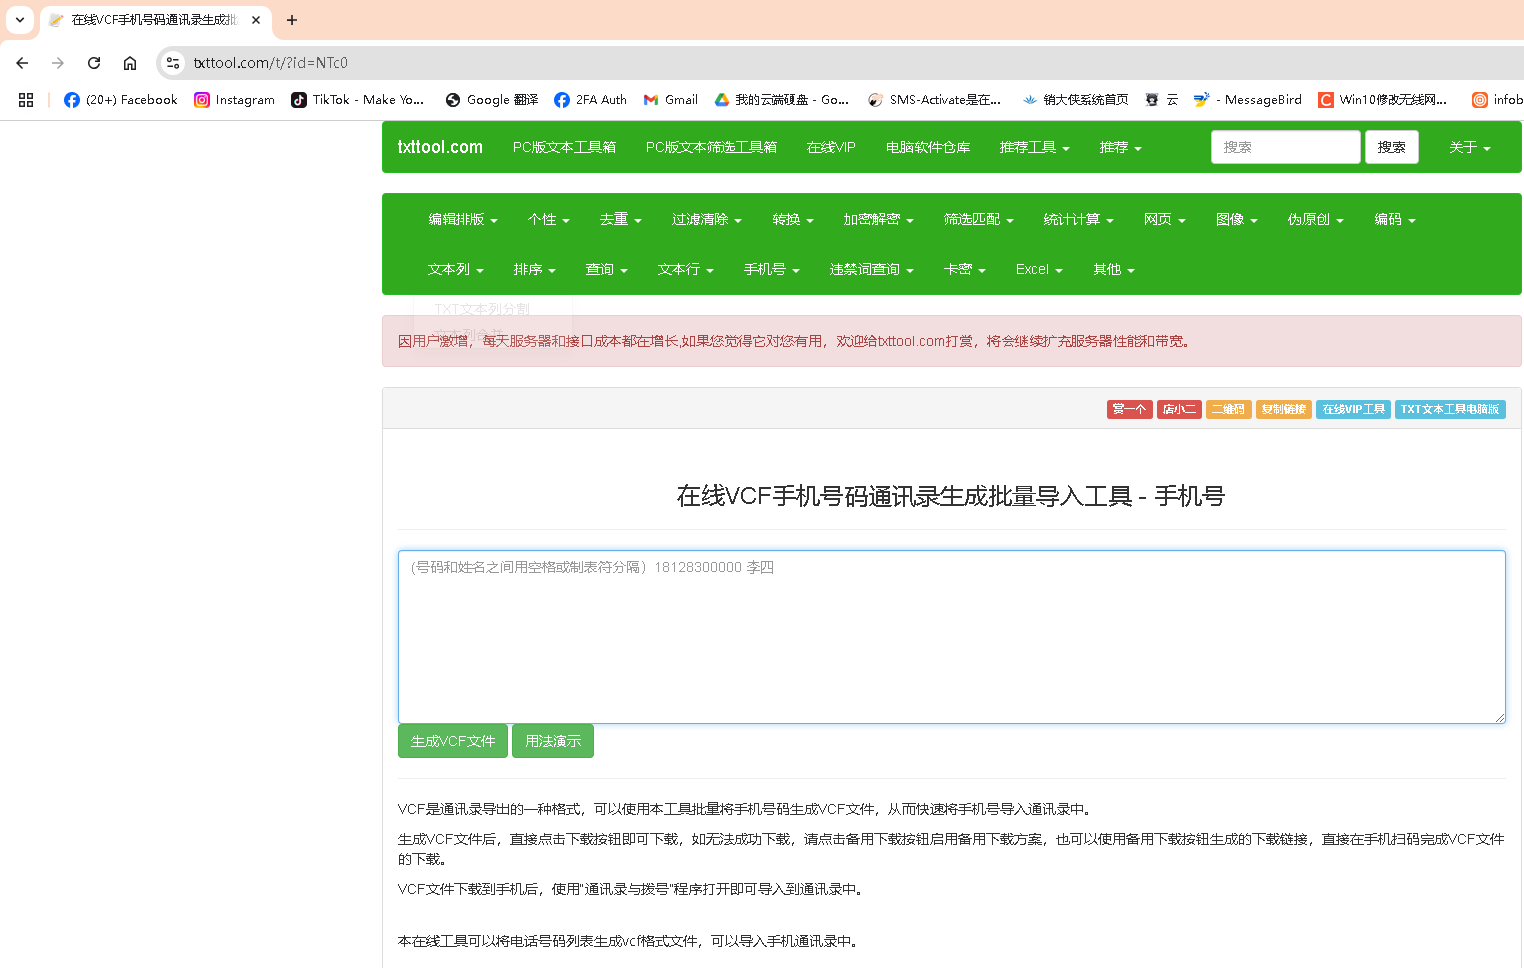 在线VCF手机号码通讯录生成批
txttool.com/t/?id=NTc0
(20+) Facebook Instagram TikTok - Make Yo... Google 翻译 2FA Auth Gmail 我的云端硬盘 - Go... SMS-Activate是在... 销大侠系统首页 云 - MessageBird Win10修改无线网... infob
txttool.com PC版文本工具箱 PC版文本筛选工具箱 在线VIP 电脑软件仓库 推荐工具 推荐 搜索 搜索 关于
编辑排版 个性 去重 过滤清除 转换 加密解密 筛选匹配 统计计算 网页 图像 伪原创 编码
文本列 排序 查询 文本行 手机号 违禁词查询 卡密 Excel 其他
TXT文本列分割
文本列合并
因用户激增，每天服务器和接口成本都在增长,如果您觉得它对您有用，欢迎给txttool.com打赏，将会继续扩充服务器性能和带宽。
赏一个 店小二 二维码 复制链接 在线VIP工具 TXT文本工具电脑版
在线VCF手机号码通讯录生成批量导入工具 - 手机号
(号码和姓名之间用空格或制表符分隔）18128300000 李四
生成VCF文件 用法演示
VCF是通讯录导出的一种格式，可以使用本工具批量将手机号码生成VCF文件，从而快速将手机号导入通讯录中。
生成VCF文件后，直接点击下载按钮即可下载，如无法成功下载，请点击备用下载按钮启用备用下载方案，也可以使用备用下载按钮生成的下载链接，直接在手机扫码完成VCF文件
的下载。
VCF文件下载到手机后，使用"通讯录与拨号"程序打开即可导入到通讯录中。
本在线工具可以将电话号码列表生成vcf格式文件，可以导入手机通讯录中。